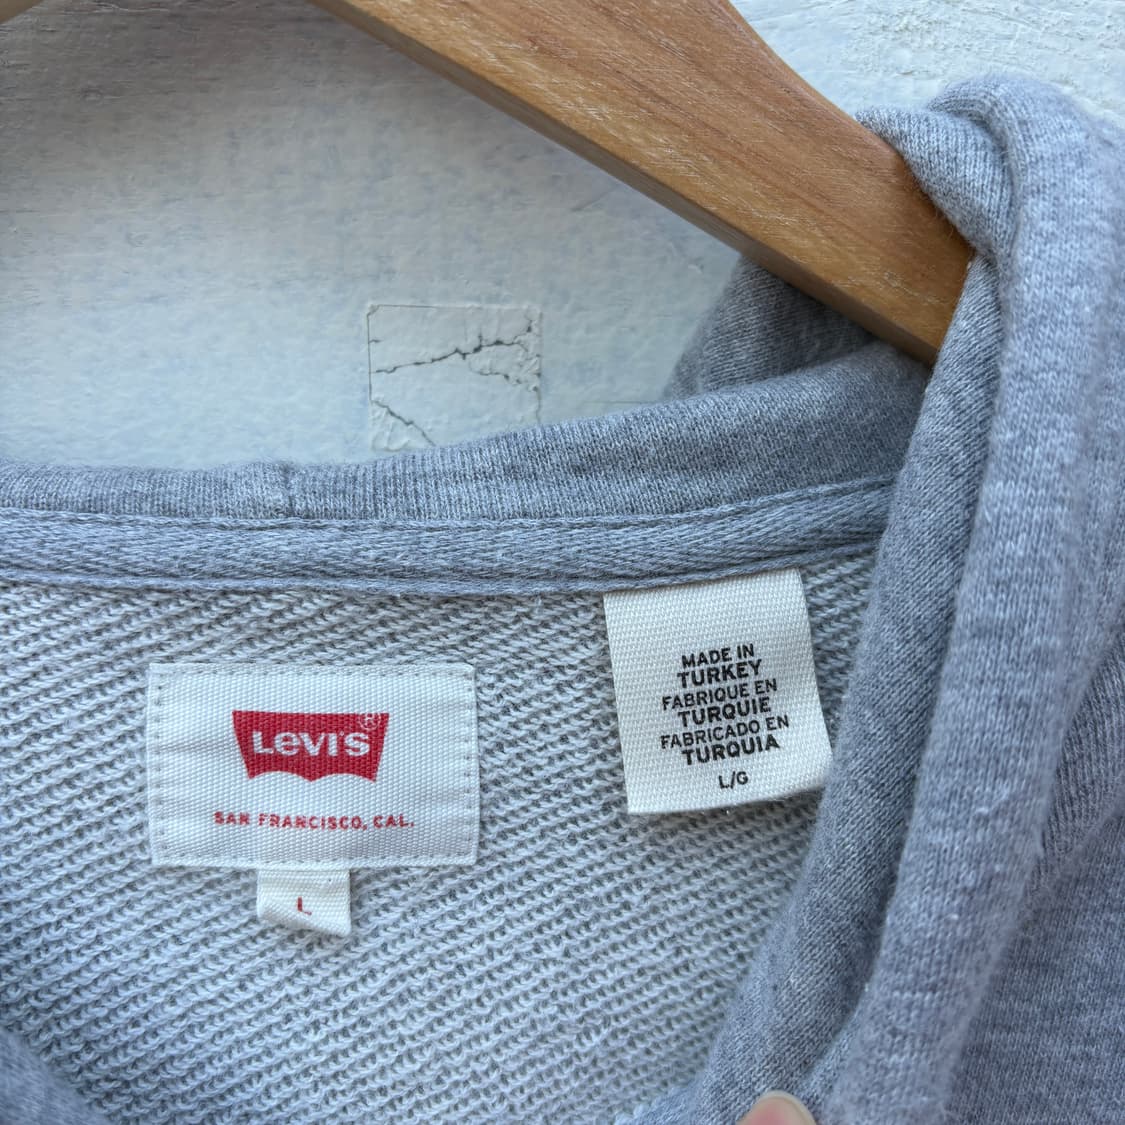 LEVI'S®
SAN FRANCISCO, CAL.
L
MADE IN
TURKEY
FABRIQUE EN
TURQUIE
FABRICADO EN
TURQUIA
L/G